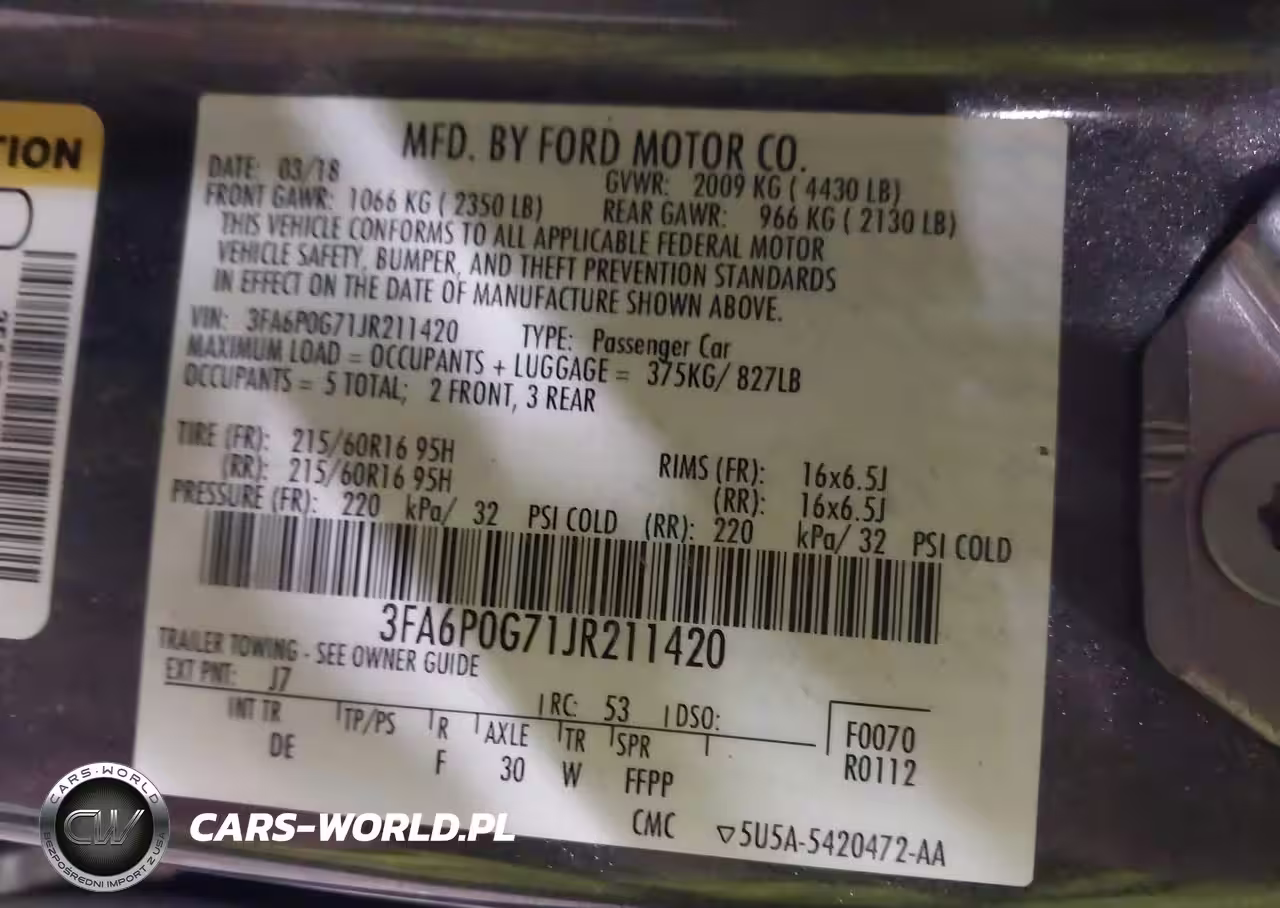 TION
MFD. BY FORD MOTOR CO.
DATE: 03/18 GVWR: 2009 KG ( 4430 LB)
FRONT GAWR: 1066 KG ( 2350 LB) REAR GAWR: 966 KG ( 2130 LB)
THIS VEHICLE CONFORMS TO ALL APPLICABLE FEDERAL MOTOR
VEHICLE SAFETY, BUMPER, AND THEFT PREVENTION STANDARDS
IN EFFECT ON THE DATE OF MANUFACTURE SHOWN ABOVE.
VIN: 3FA6P0G71JR211420 TYPE: Passenger Car
MAXIMUM LOAD = OCCUPANTS + LUGGAGE = 375KG/ 827LB
OCCUPANTS = 5 TOTAL; 2 FRONT, 3 REAR
TIRE (FR): 215/60R16 95H RIMS (FR): 16x6.5J
(RR): 215/60R16 95H (RR): 16x6.5J
PRESSURE (FR): 220 kPa/ 32 PSI COLD (RR): 220 kPa/ 32 PSI COLD
3FA6P0G71JR211420
TRAILER TOWING - SEE OWNER GUIDE
EXT PNT: J7 RC: 53 DSO:
INT TR TP/PS R AXLE TR SPR F0070
DE F 30 W FFPP R0112
CMC ▽5U5A-5420472-AA
CARS-WORLD
CW
BEZPOŚREDNI IMPORT Z USA
CARS-WORLD.PL